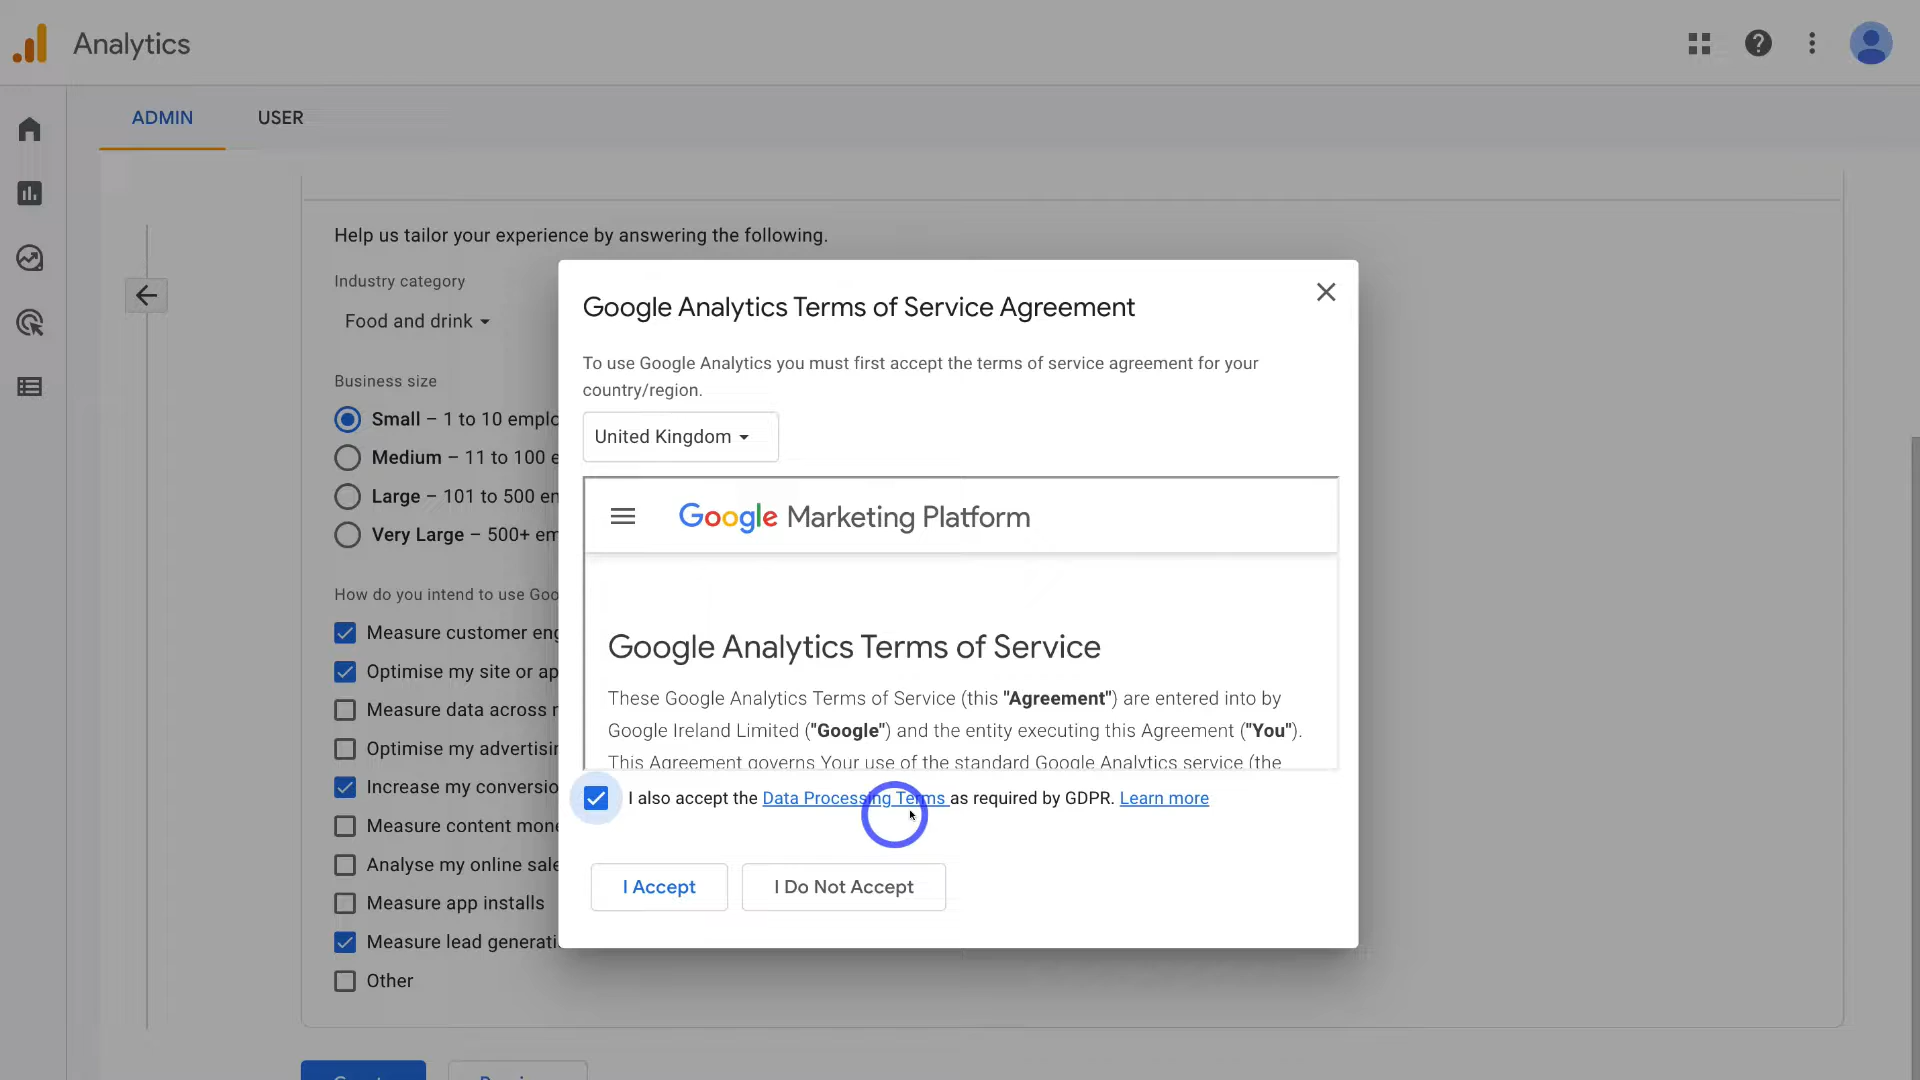 Analytics
ADMIN
USER
Help us tailor your experience by answering the following.
Industry category
Food and drink
Business size
Small – 1 to 10 emplo
Medium – 11 to 100 e
Large – 101 to 500 en
Very Large – 500+ em
How do you intend to use Goo
Measure customer eng
Optimise my site or ap
Measure data across
Optimise my advertisin
Increase my conversio
Measure content mone
Analyse my online sale
Measure app installs
Measure lead generati
Other
Google Analytics Terms of Service Agreement
To use Google Analytics you must first accept the terms of service agreement for your
country/region.
United Kingdom
Google Marketing Platform
Google Analytics Terms of Service
These Google Analytics Terms of Service (this "Agreement") are entered into by
Google Ireland Limited ("Google") and the entity executing this Agreement ("You").
This Agreement governs Your use of the standard Google Analytics service (the
I also accept the Data Processing Terms as required by GDPR. Learn more
I Accept
I Do Not Accept